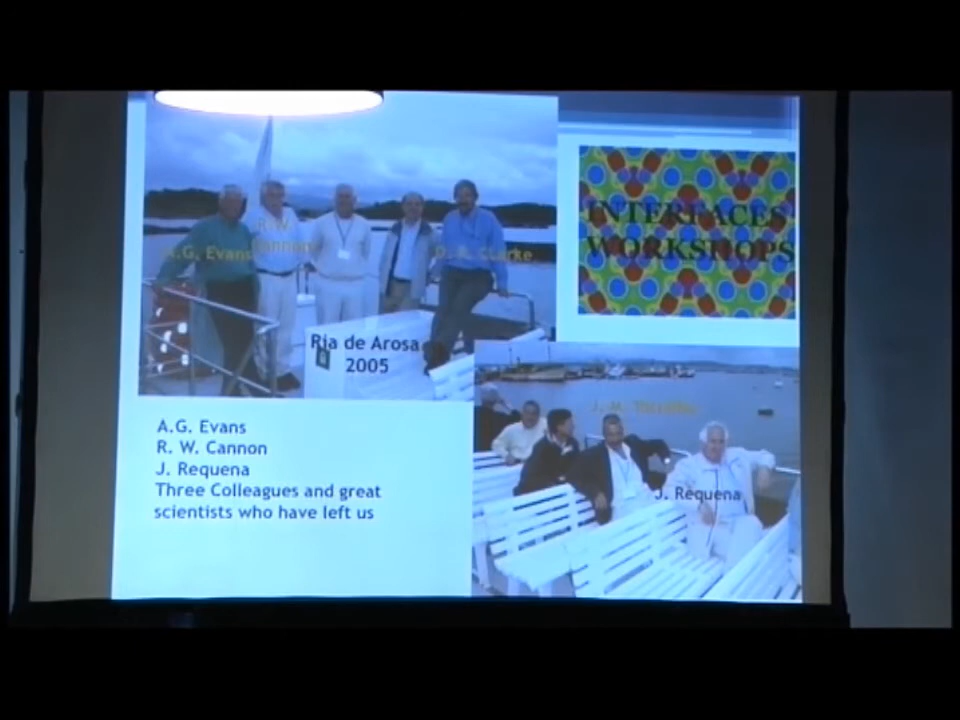 A.G. Evans
R. W.
Cannon
D. R. Clarke
Ria de Arosa
2005
INTERFACES
WORKSHOPS
J. M.
J. Requena
A.G. Evans
R. W. Cannon
J. Requena
Three Colleagues and great
scientists who have left us